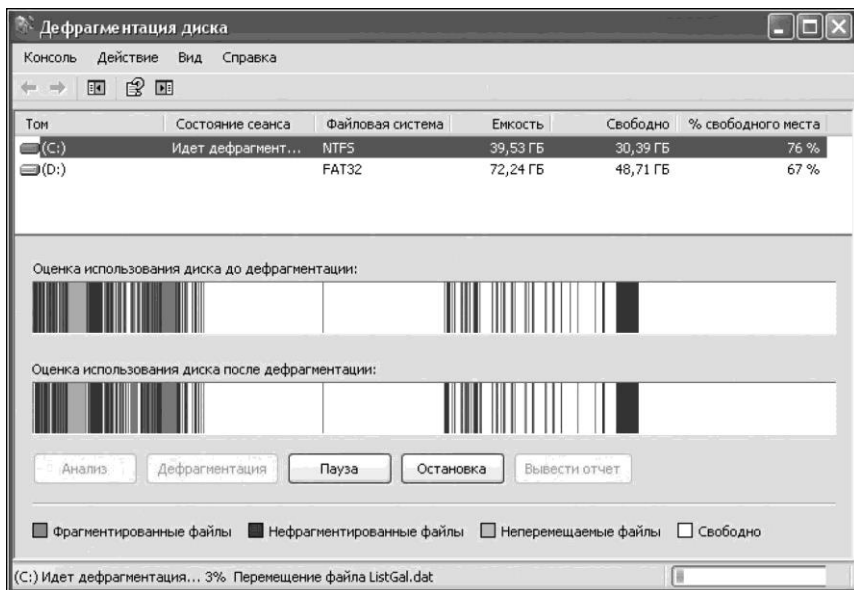 Дефрагментация диска
Консоль Действие Вид Справка
Том Состояние сеанса Файловая система Емкость Свободно % свободного места
(C:) Идет дефрагмент... NTFS 39,53 ГБ 30,39 ГБ 76 %
(D:) FAT32 72,24 ГБ 48,71 ГБ 67 %
Оценка использования диска до дефрагментации:
Оценка использования диска после дефрагментации:
Анализ Дефрагментация Пауза Остановка Вывести отчет
Фрагментированные файлы Нефрагментированные файлы Неперемещаемые файлы Свободно
(C:) Идет дефрагментация... 3% Перемещение файла ListGal.dat